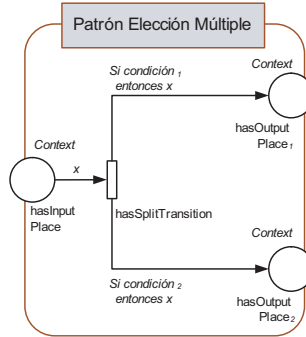 Patrón Elección Múltiple
Si condición 1
entonces x
Context
hasOutput
Place1
Context
x
hasInput
Place
hasSplitTransition
Context
Si condición 2
entonces x
hasOutput
Place2